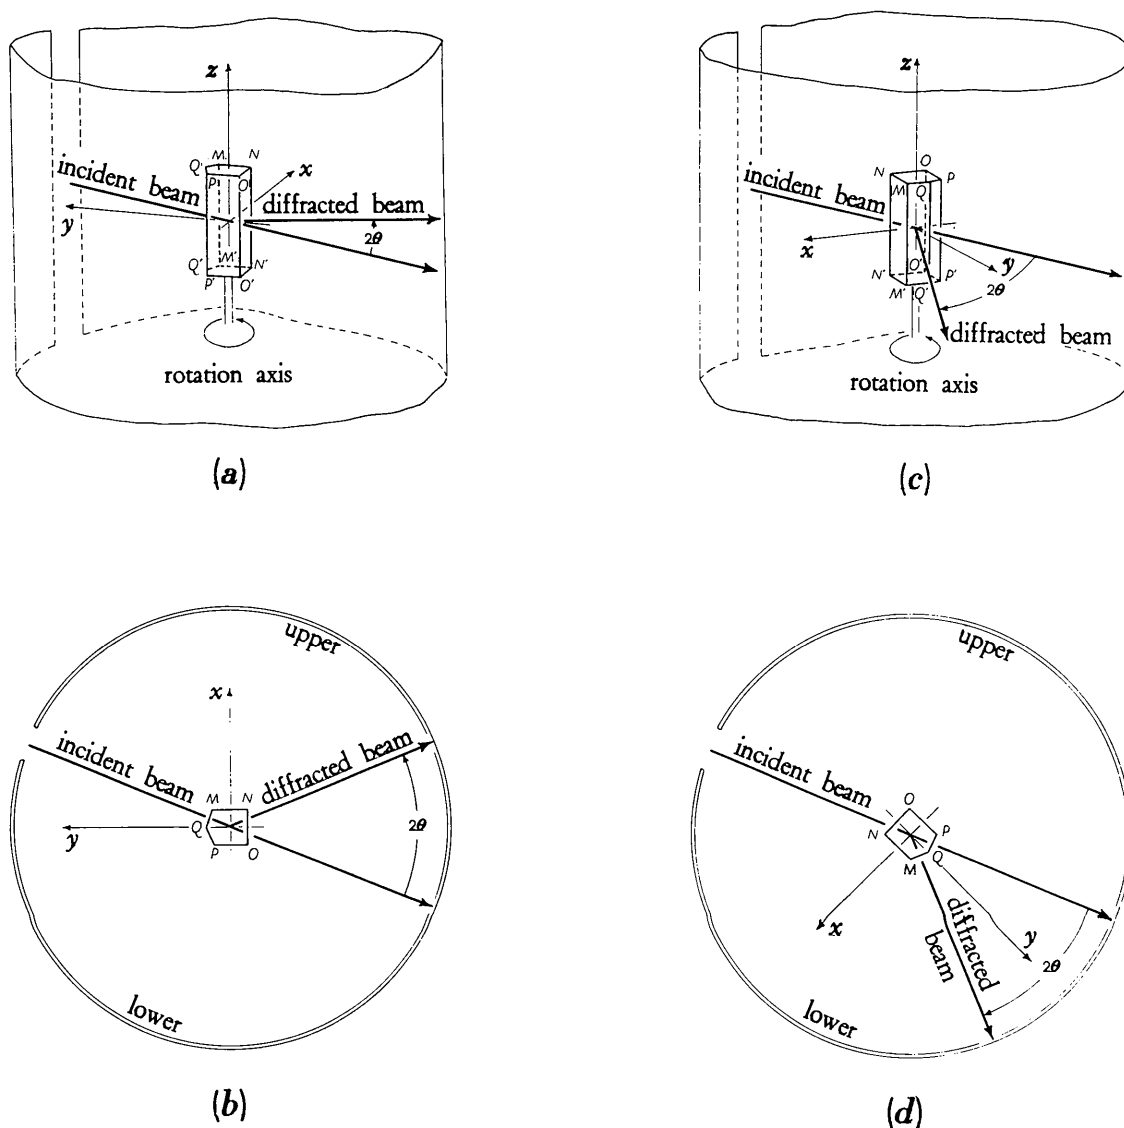 z
M N
Q
P O
x
incident beam
diffracted beam
y
2θ
Q' M' N'
P' O'
rotation axis
(a)
z
O
N P
M Q
incident beam
x
y
O'
N' P'
M' Q'
2θ
diffracted beam
rotation axis
(c)
upper
x
incident beam
diffracted beam
M N
Q
y
P O
2θ
lower
(b)
upper
incident beam
O
N P
Q
M
x
y
diffracted
beam
2θ
lower
(d)